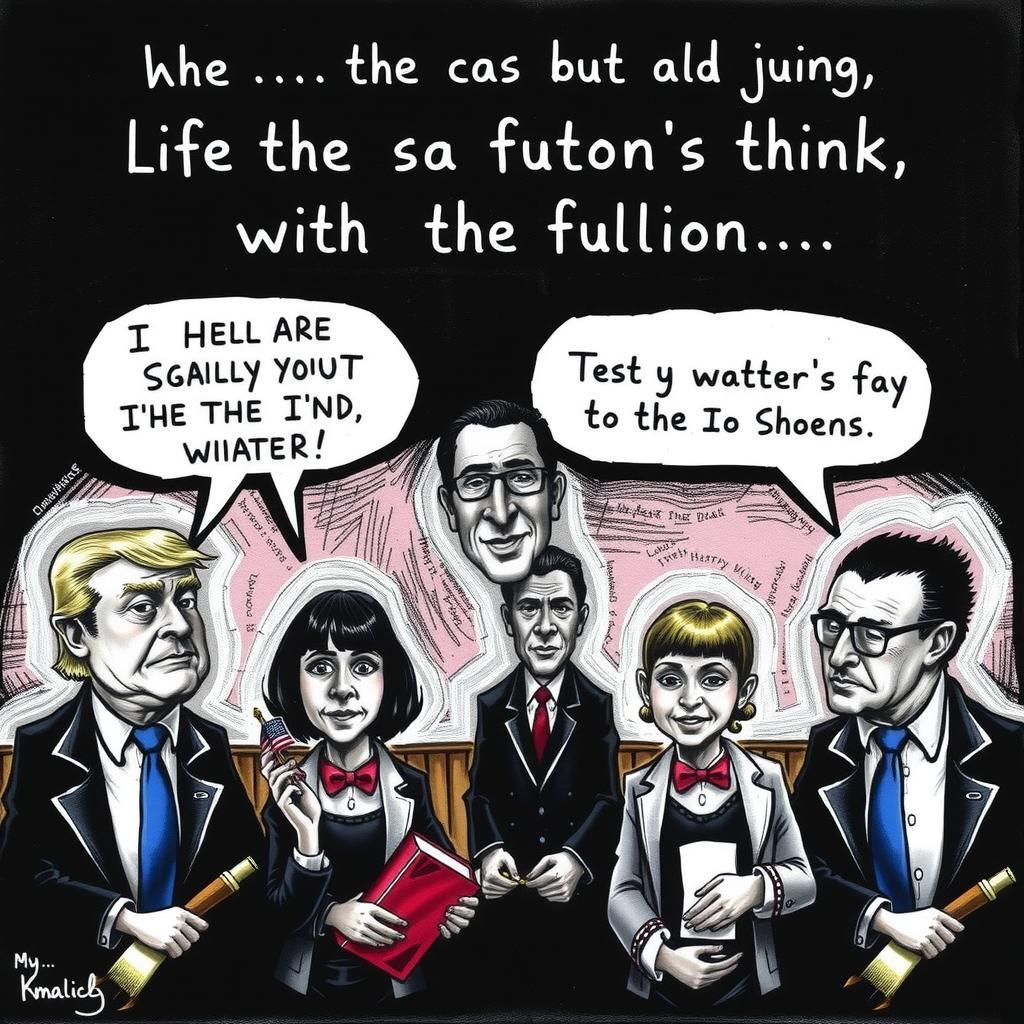 hhe .... the cas but ald juing,
Life the sa futon's think,
with the fullion....
I HELL ARE
SGAILLY YOIUT
I'HE THE I'ND,
WIIATER!
Test y watter's fay
to the Io Shoens.
My...
Kmalicly